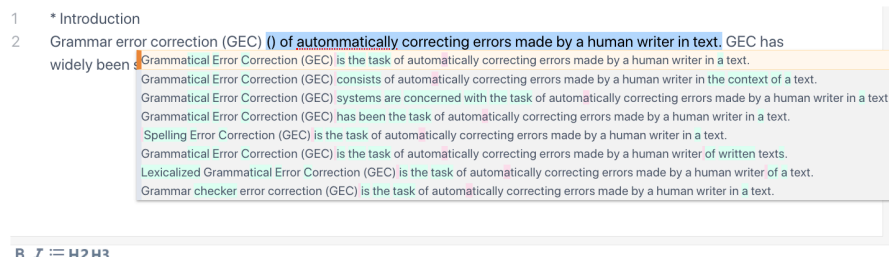 1 * Introduction
2 Grammar error correction (GEC) () of autommatically correcting errors made by a human writer in text. GEC has
widely been s
Grammatical Error Correction (GEC) is the task of automatically correcting errors made by a human writer in a text.
Grammatical Error Correction (GEC) consists of automatically correcting errors made by a human writer in the context of a text.
Grammatical Error Correction (GEC) systems are concerned with the task of automatically correcting errors made by a human writer in a text
Grammatical Error Correction (GEC) has been the task of automatically correcting errors made by a human writer in a text.
Spelling Error Correction (GEC) is the task of automatically correcting errors made by a human writer in a text.
Grammatical Error Correction (GEC) is the task of automatically correcting errors made by a human writer of written texts.
Lexicalized Grammatical Error Correction (GEC) is the task of automatically correcting errors made by a human writer of a text.
Grammar checker error correction (GEC) is the task of automatically correcting errors made by a human writer in a text.
B I H2 H3